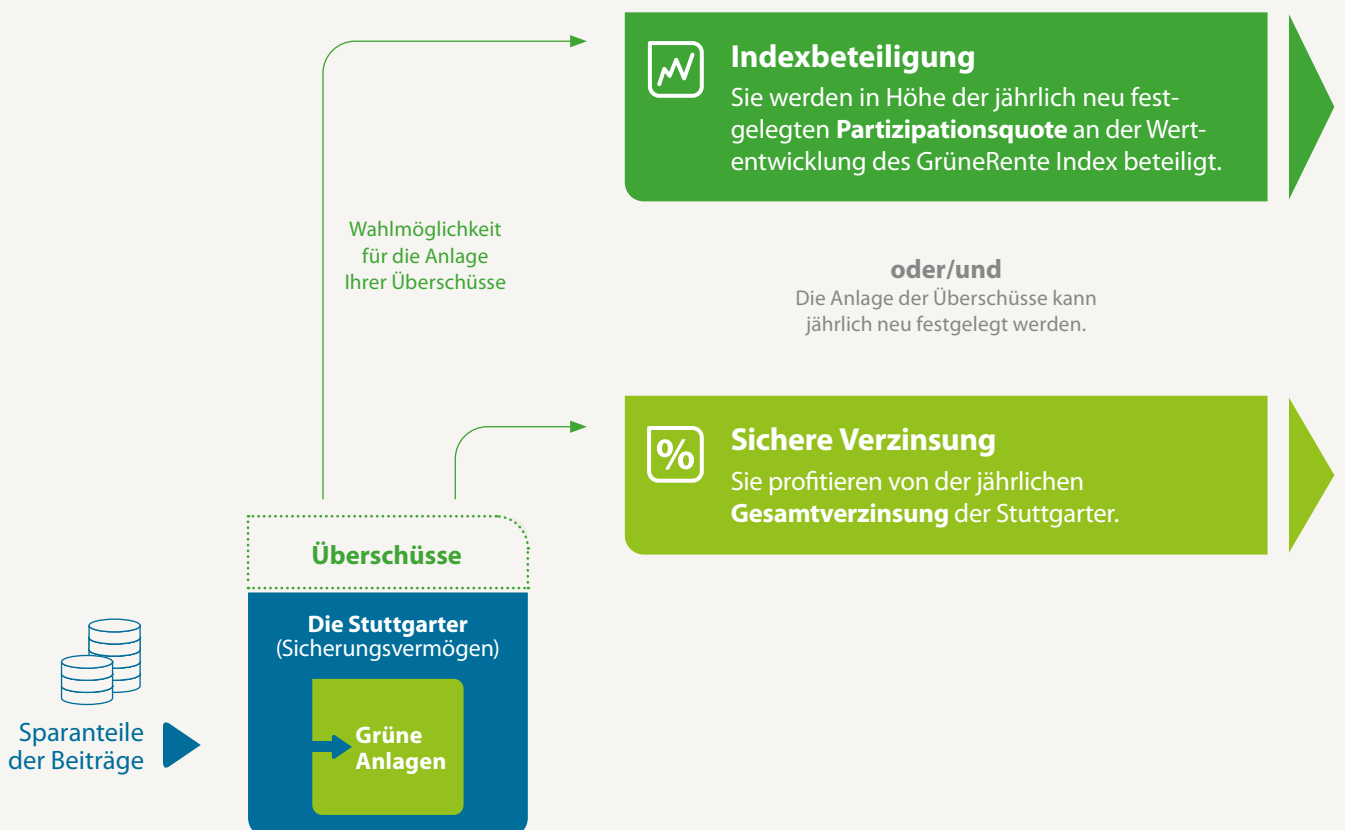 Indexbeteiligung
Sie werden in Höhe der jährlich neu fest-
gelegten Partizipationsquote an der Wert-
entwicklung des GrüneRente Index beteiligt.
Wahlmöglichkeit
für die Anlage
Ihrer Überschüsse
oder/und
Die Anlage der Überschüsse kann
jährlich neu festgelegt werden.
%
Sichere Verzinsung
Sie profitieren von der jährlichen
Gesamtverzinsung der Stuttgarter.
Überschüsse
Die Stuttgarter
(Sicherungsvermögen)
Sparanteile
der Beiträge
Grüne
Anlagen